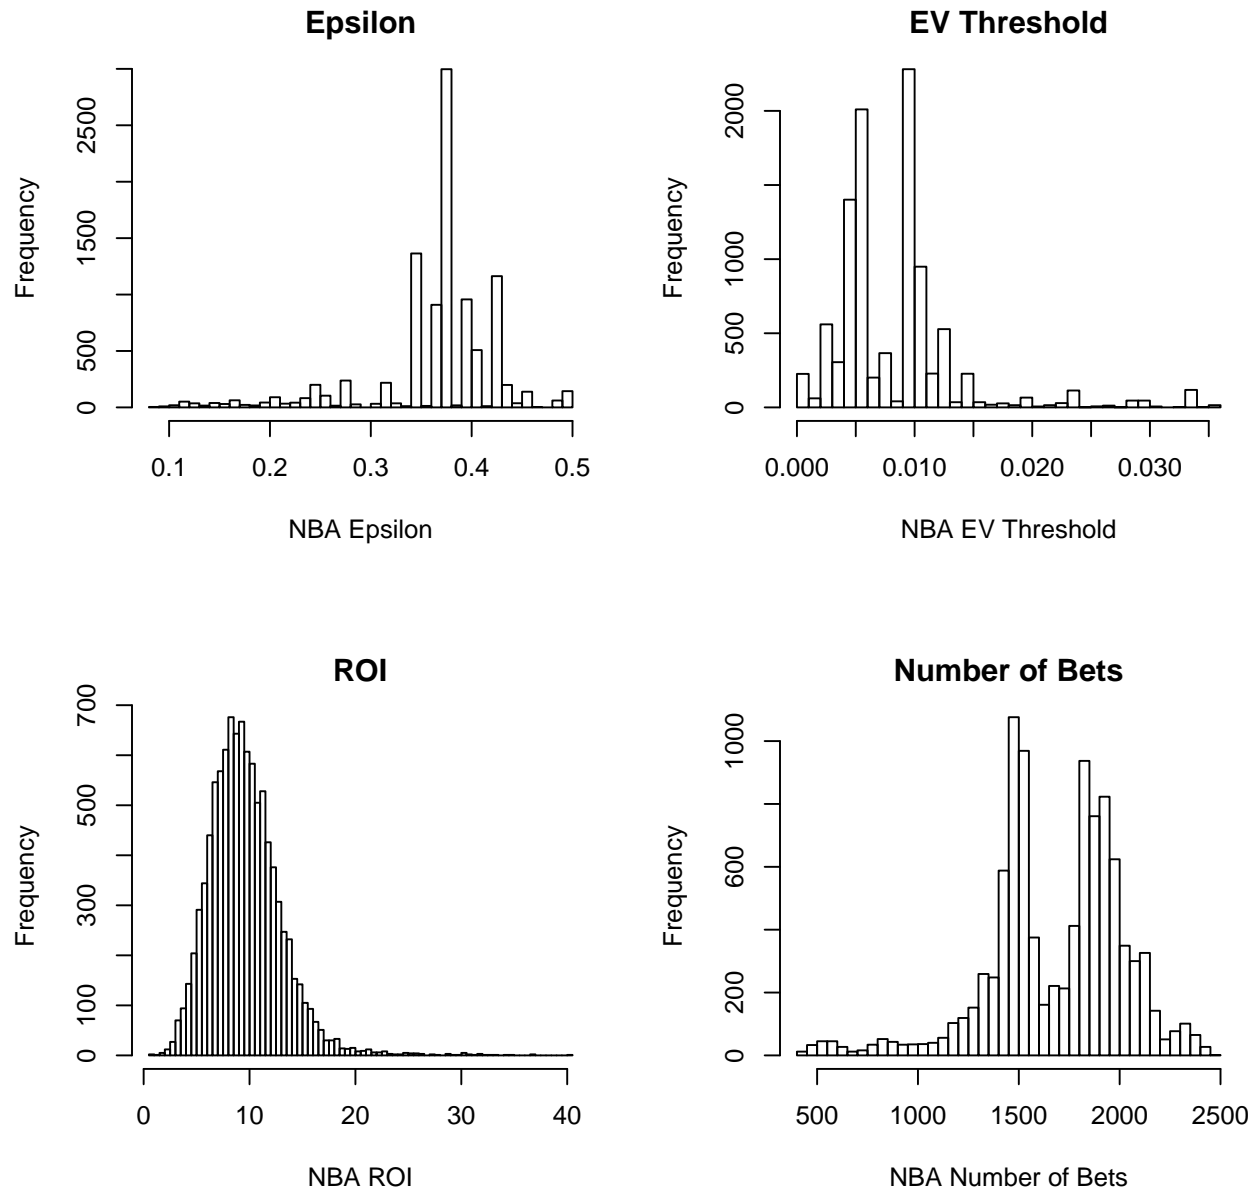 Epsilon
Frequency
0 500 1500 2500
0.1 0.2 0.3 0.4 0.5
NBA Epsilon
EV Threshold
Frequency
0 500 1000 2000
0.000 0.010 0.020 0.030
NBA EV Threshold
ROI
Frequency
0 100 300 500 700
0 10 20 30 40
NBA ROI
Number of Bets
Frequency
0 200 600 1000
500 1000 1500 2000 2500
NBA Number of Bets